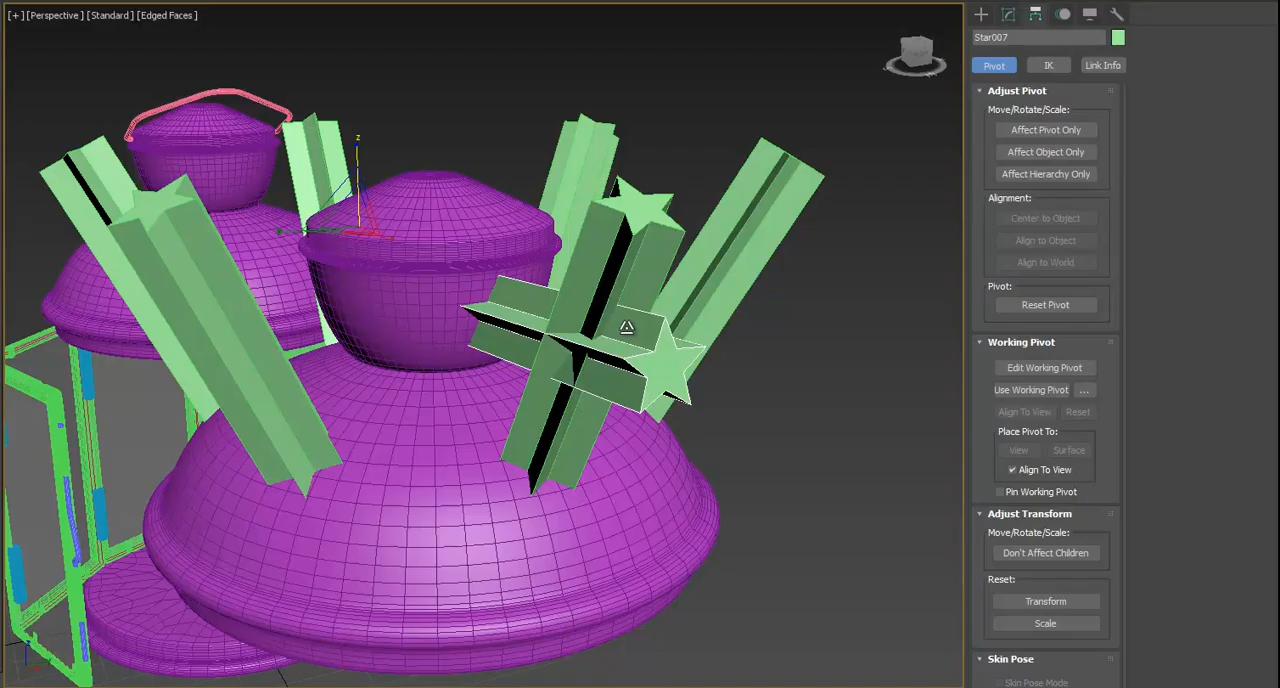 [+] [Perspective] [Standard] [Edged Faces]
Star007
Pivot
IK
Link Info
Adjust Pivot
Move/Rotate/Scale:
Affect Pivot Only
Affect Object Only
Affect Hierarchy Only
Alignment:
Center to Object
Align to Object
Align to World
Pivot:
Reset Pivot
Working Pivot
Edit Working Pivot
Use Working Pivot ...
Align To View Reset
Place Pivot To:
View Surface
Align To View
Pin Working Pivot
Adjust Transform
Move/Rotate/Scale:
Don't Affect Children
Reset:
Transform
Scale
Skin Pose
Skin Pose Mode
z